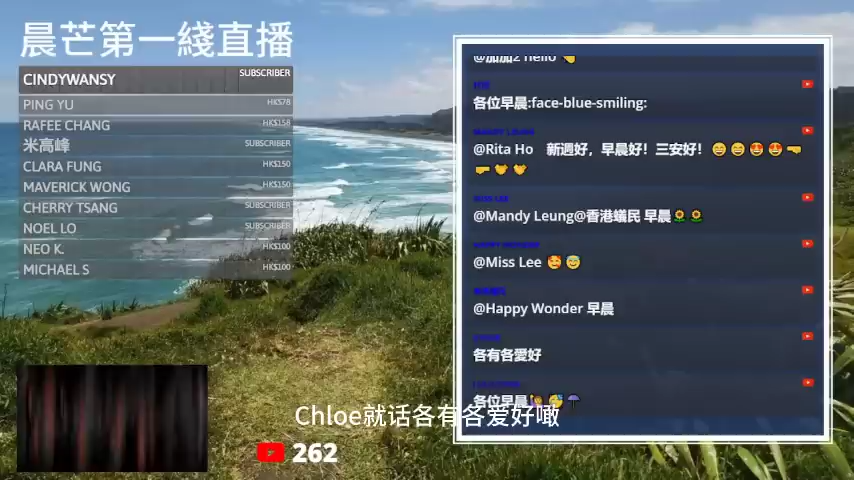 晨芒第一綫直播
CINDYWANSY SUBSCRIBER
PING YU HK$78
RAFEE CHANG HK$158
米高峰 SUBSCRIBER
CLARA FUNG HK$150
MAVERICK WONG HK$150
CHERRY TSANG SUBSCRIBER
NOEL LO SUBSCRIBER
NEO K. HK$100
MICHAEL S HK$100
各位早晨:face-blue-smiling:
@Rita Ho 新週好，早晨好！三安好！ 😄😄🤩🤩🤜
🤛🧡🧡
@Mandy Leung@香港蟻民 早晨🌻🌻
@Miss Lee 🥰😅
@Happy Wonder 早晨
各有各愛好
各位早晨
Chloe就话各有各爱好噉
262